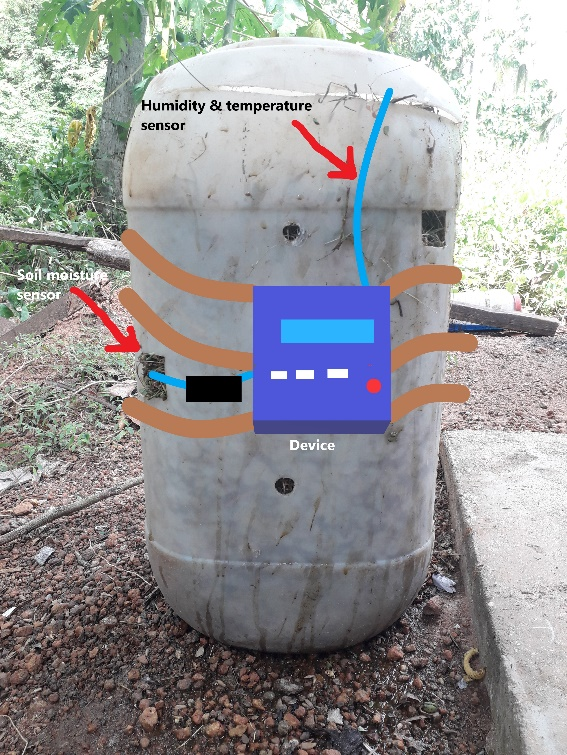 Humidity & temperature
sensor
Soil moisture
sensor
Device